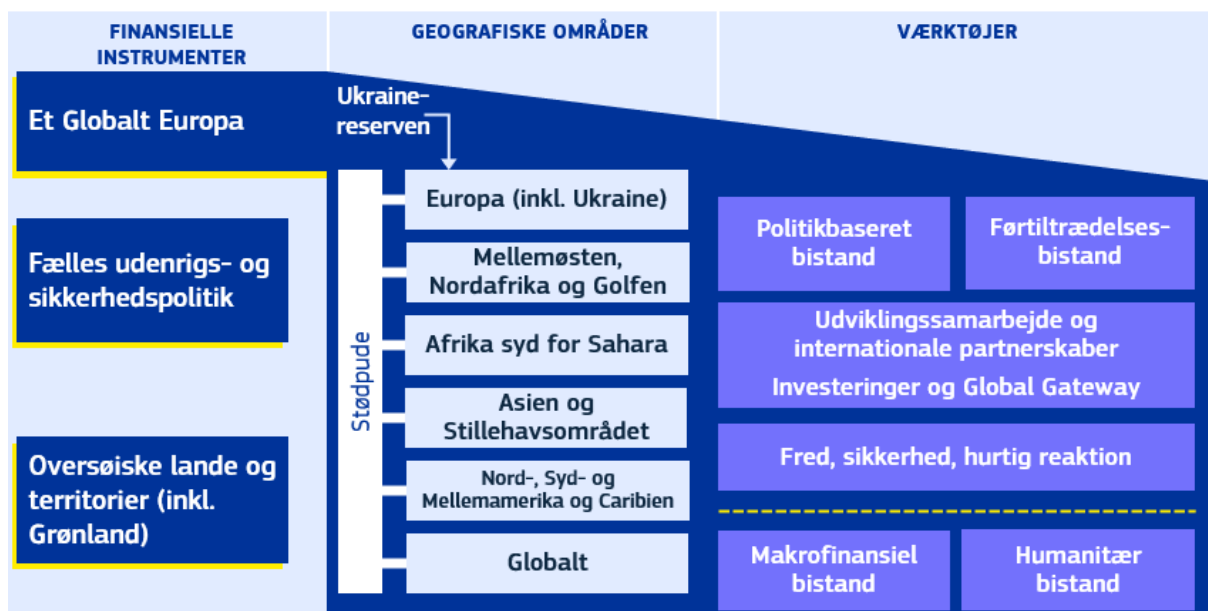 FINANSIELLE
INSTRUMENTER
GEOGRAFISKE OMRÅDER
VÆRKTØJER
Et Globalt Europa
Fælles udenrigs- og
sikkerhedspolitik
Oversøiske lande og
territorier (inkl.
Grønland)
Ukraine-
reserven
Stødpude
Europa (inkl. Ukraine)
Mellemøsten,
Nordafrika og Golfen
Afrika syd for Sahara
Asien og
Stillehavsområdet
Nord-, Syd- og
Mellemamerika og Caribien
Globalt
Politikbaseret
bistand
Førtiltrædelses-
bistand
Udviklingssamarbejde og
internationale partnerskaber
Investeringer og Global Gateway
Fred, sikkerhed, hurtig reaktion
Makrofinansiel
bistand
Humanitær
bistand